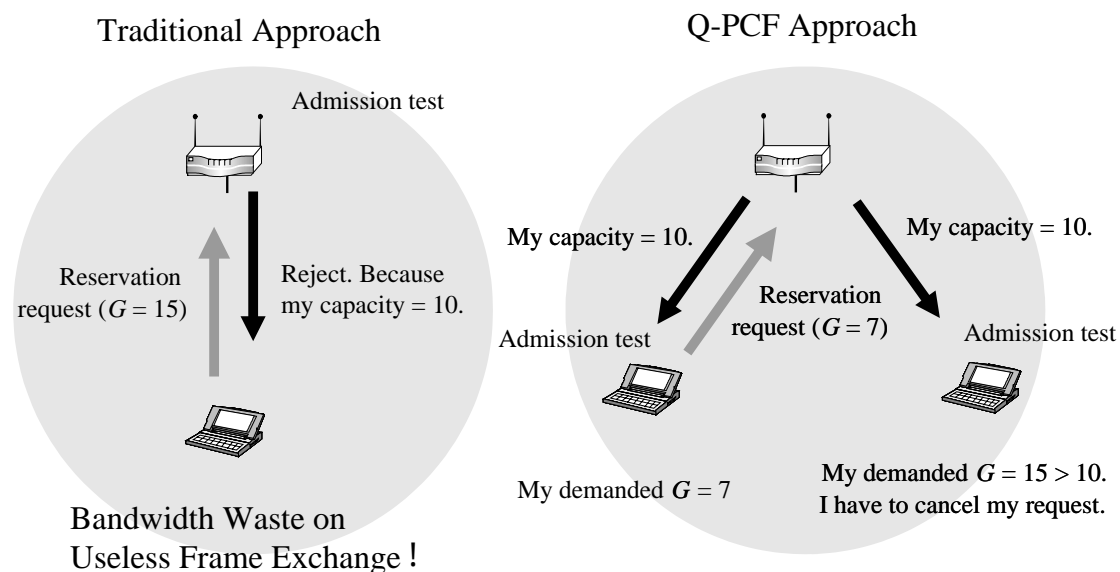 Traditional Approach
Admission test
Reservation
request (G = 15)
Reject. Because
my capacity = 10.
Bandwidth Waste on
Useless Frame Exchange !
Q-PCF Approach
My capacity = 10.
My capacity = 10.
Reservation
request (G = 7)
Admission test
Admission test
My demanded G = 7
My demanded G = 15 > 10.
I have to cancel my request.